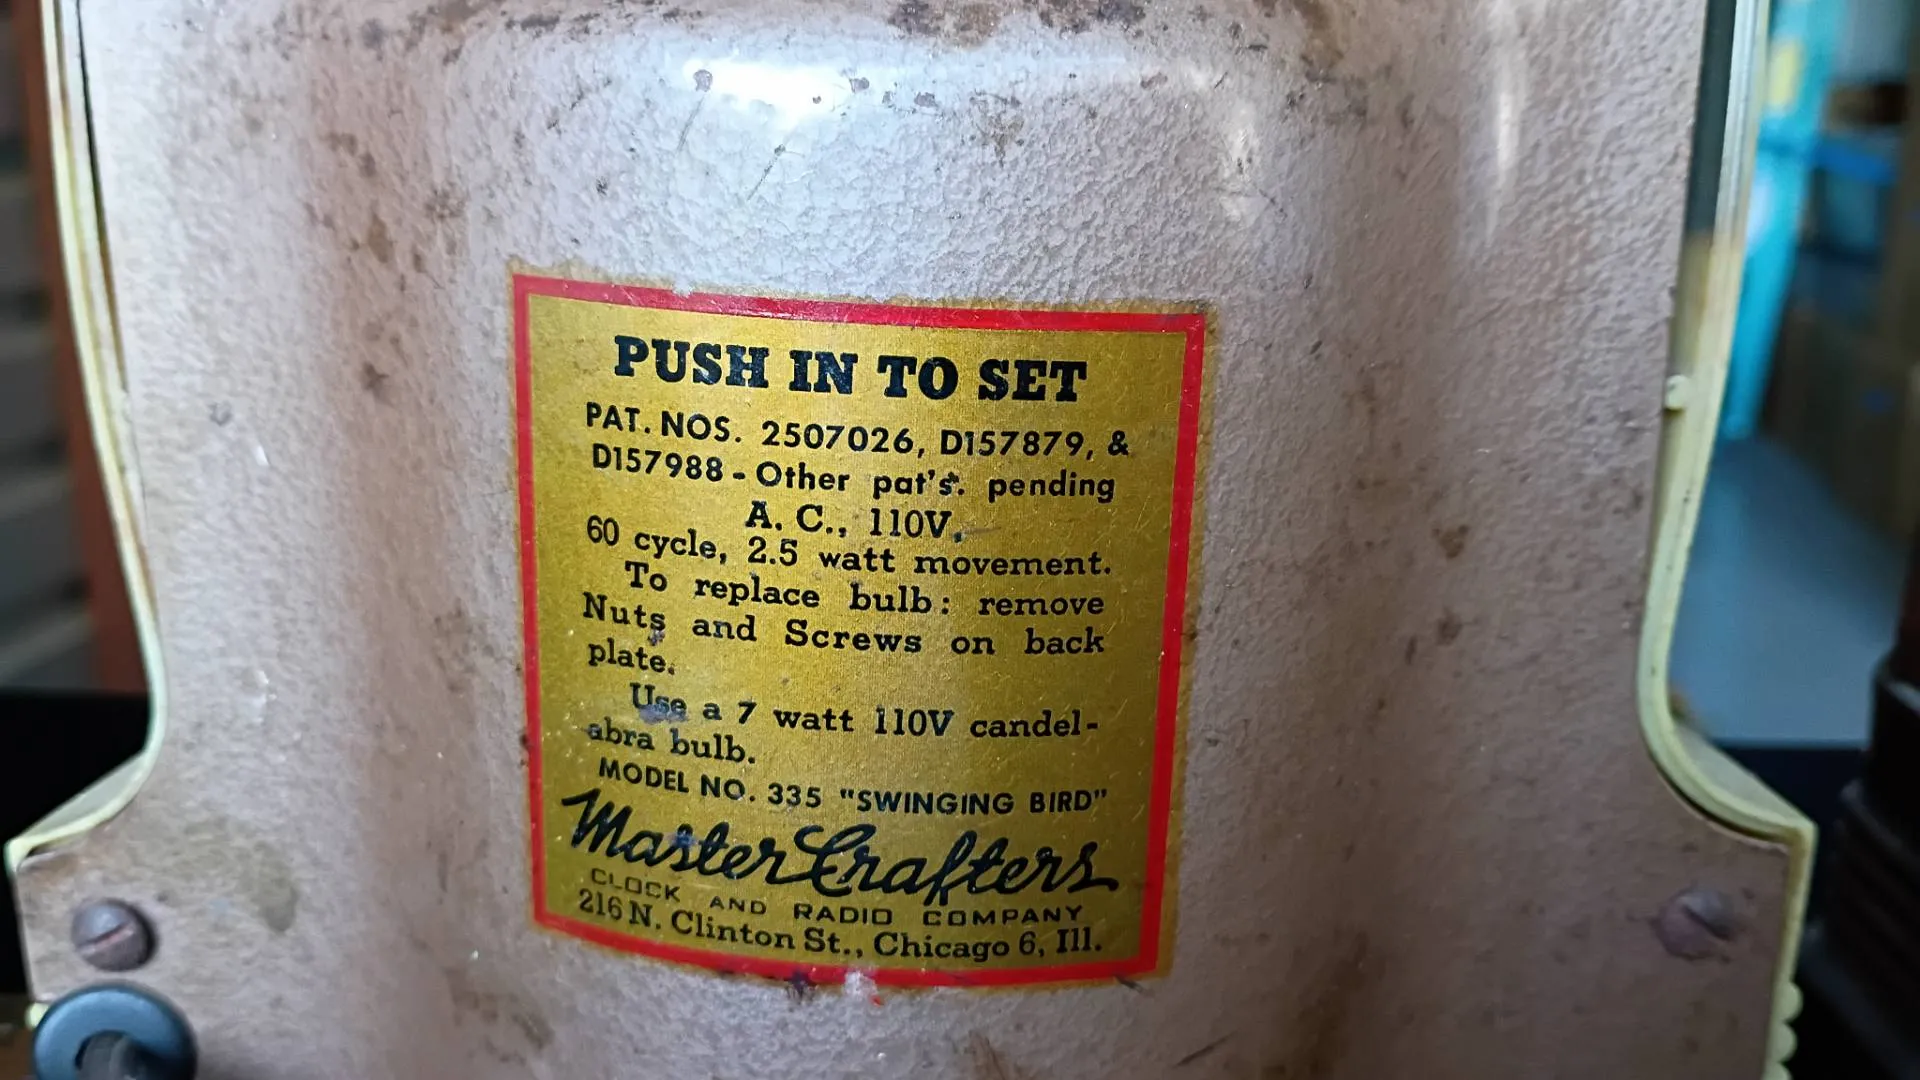 PUSH IN TO SET
PAT. NOS. 2507026, D157879, &
D157988 - Other pat's. pending
A. C., 110V,
60 cycle, 2.5 watt movement.
To replace bulb: remove
Nuts and Screws on back
plate.
Use a 7 watt 110V candel-
abra bulb.
MODEL NO. 335 "SWINGING BIRD"
Master Crafters
CLOCK AND RADIO COMPANY
216 N. Clinton St., Chicago 6, Ill.